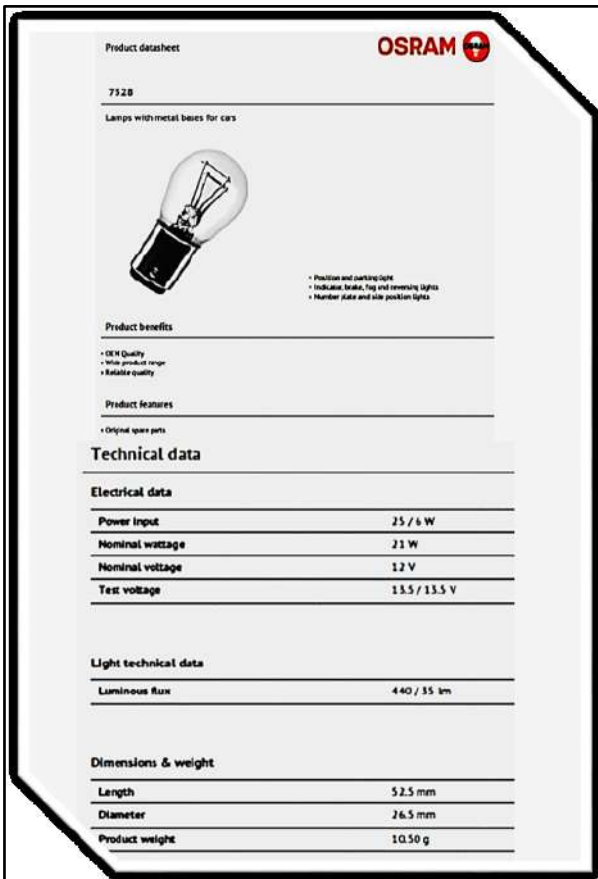 Product datasheet
OSRAM OSRAM
7528
Lamps with metal bases for cars
• Position and parking light
• Indicator, brake, fog and reversing lights
• Number plate and side position lights
Product benefits
• OEM Quality
• Wide product range
• Reliable quality
Product features
• Original spare parts
Technical data
Electrical data
Power input 25 / 6 W
Nominal wattage 21 W
Nominal voltage 12 V
Test voltage 13.5 / 13.5 V
Light technical data
Luminous flux 440 / 35 lm
Dimensions & weight
Length 52.5 mm
Diameter 26.5 mm
Product weight 10.50 g